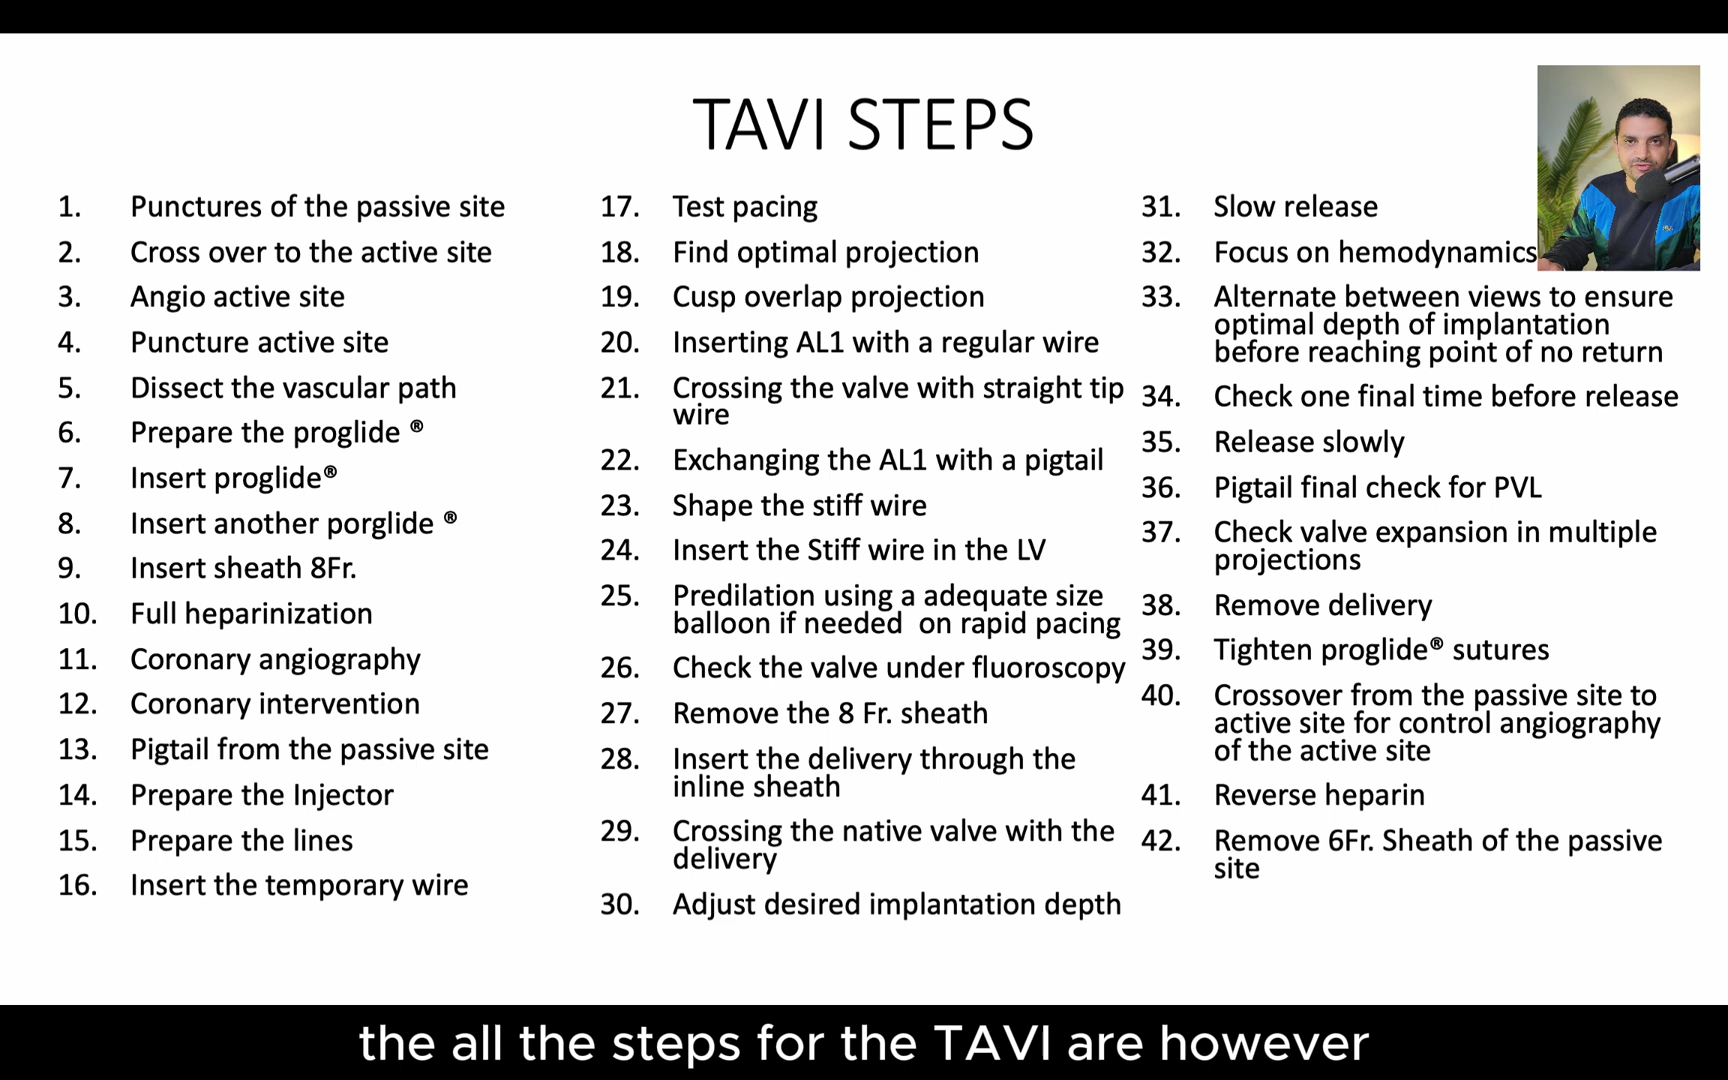 TAVI STEPS
1. Punctures of the passive site
2. Cross over to the active site
3. Angio active site
4. Puncture active site
5. Dissect the vascular path
6. Prepare the proglide ®
7. Insert proglide®
8. Insert another porglide ®
9. Insert sheath 8Fr.
10. Full heparinization
11. Coronary angiography
12. Coronary intervention
13. Pigtail from the passive site
14. Prepare the Injector
15. Prepare the lines
16. Insert the temporary wire
17. Test pacing
18. Find optimal projection
19. Cusp overlap projection
20. Inserting AL1 with a regular wire
21. Crossing the valve with straight tip
wire
22. Exchanging the AL1 with a pigtail
23. Shape the stiff wire
24. Insert the Stiff wire in the LV
25. Predilation using a adequate size
balloon if needed on rapid pacing
26. Check the valve under fluoroscopy
27. Remove the 8 Fr. sheath
28. Insert the delivery through the
inline sheath
29. Crossing the native valve with the
delivery
30. Adjust desired implantation depth
31. Slow release
32. Focus on hemodynamics
33. Alternate between views to ensure
optimal depth of implantation
before reaching point of no return
34. Check one final time before release
35. Release slowly
36. Pigtail final check for PVL
37. Check valve expansion in multiple
projections
38. Remove delivery
39. Tighten proglide® sutures
40. Crossover from the passive site to
active site for control angiography
of the active site
41. Reverse heparin
42. Remove 6Fr. Sheath of the passive
site
the all the steps for the TAVI are however